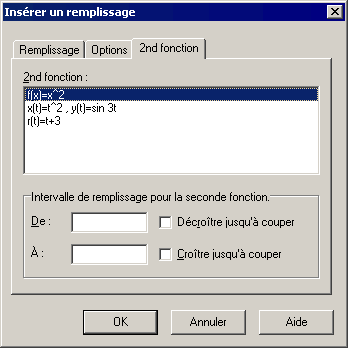 Insérer un remplissage
Remplissage Options 2nd fonction
2nd fonction :
f(x)=x^2
x(t)=t^2 , y(t)=sin 3t
r(t)=t+3
Intervalle de remplissage pour la seconde fonction.
De : Décroître jusqu'à couper
À : Croître jusqu'à couper
OK Annuler Aide